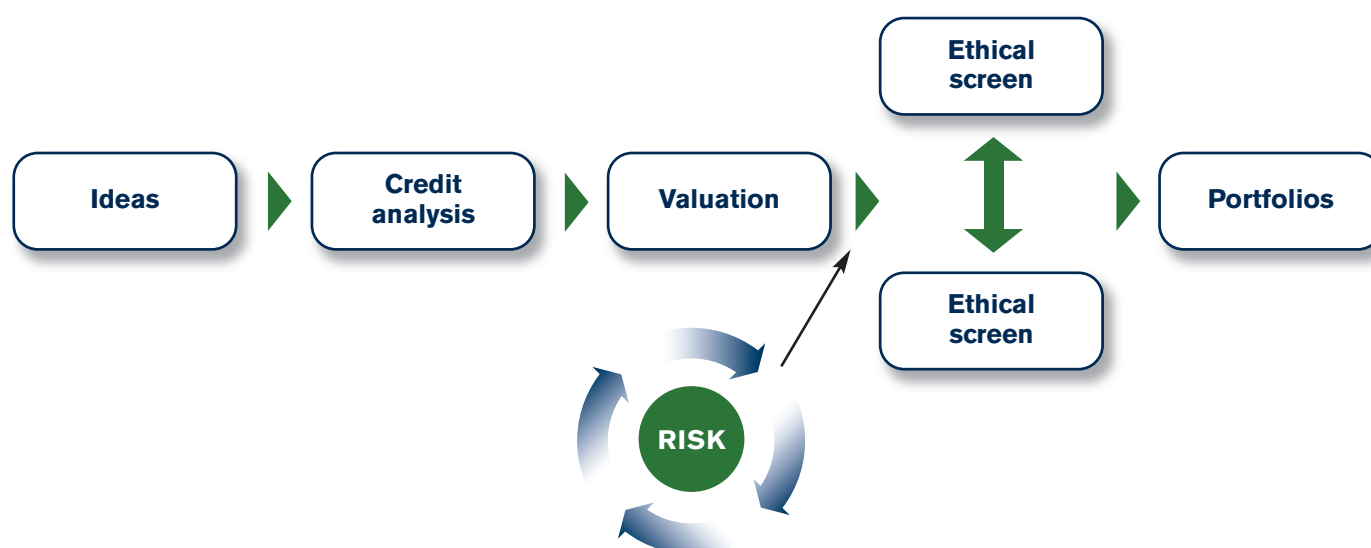 Ideas
Credit
analysis
Valuation
Ethical
screen
Ethical
screen
Portfolios
RISK